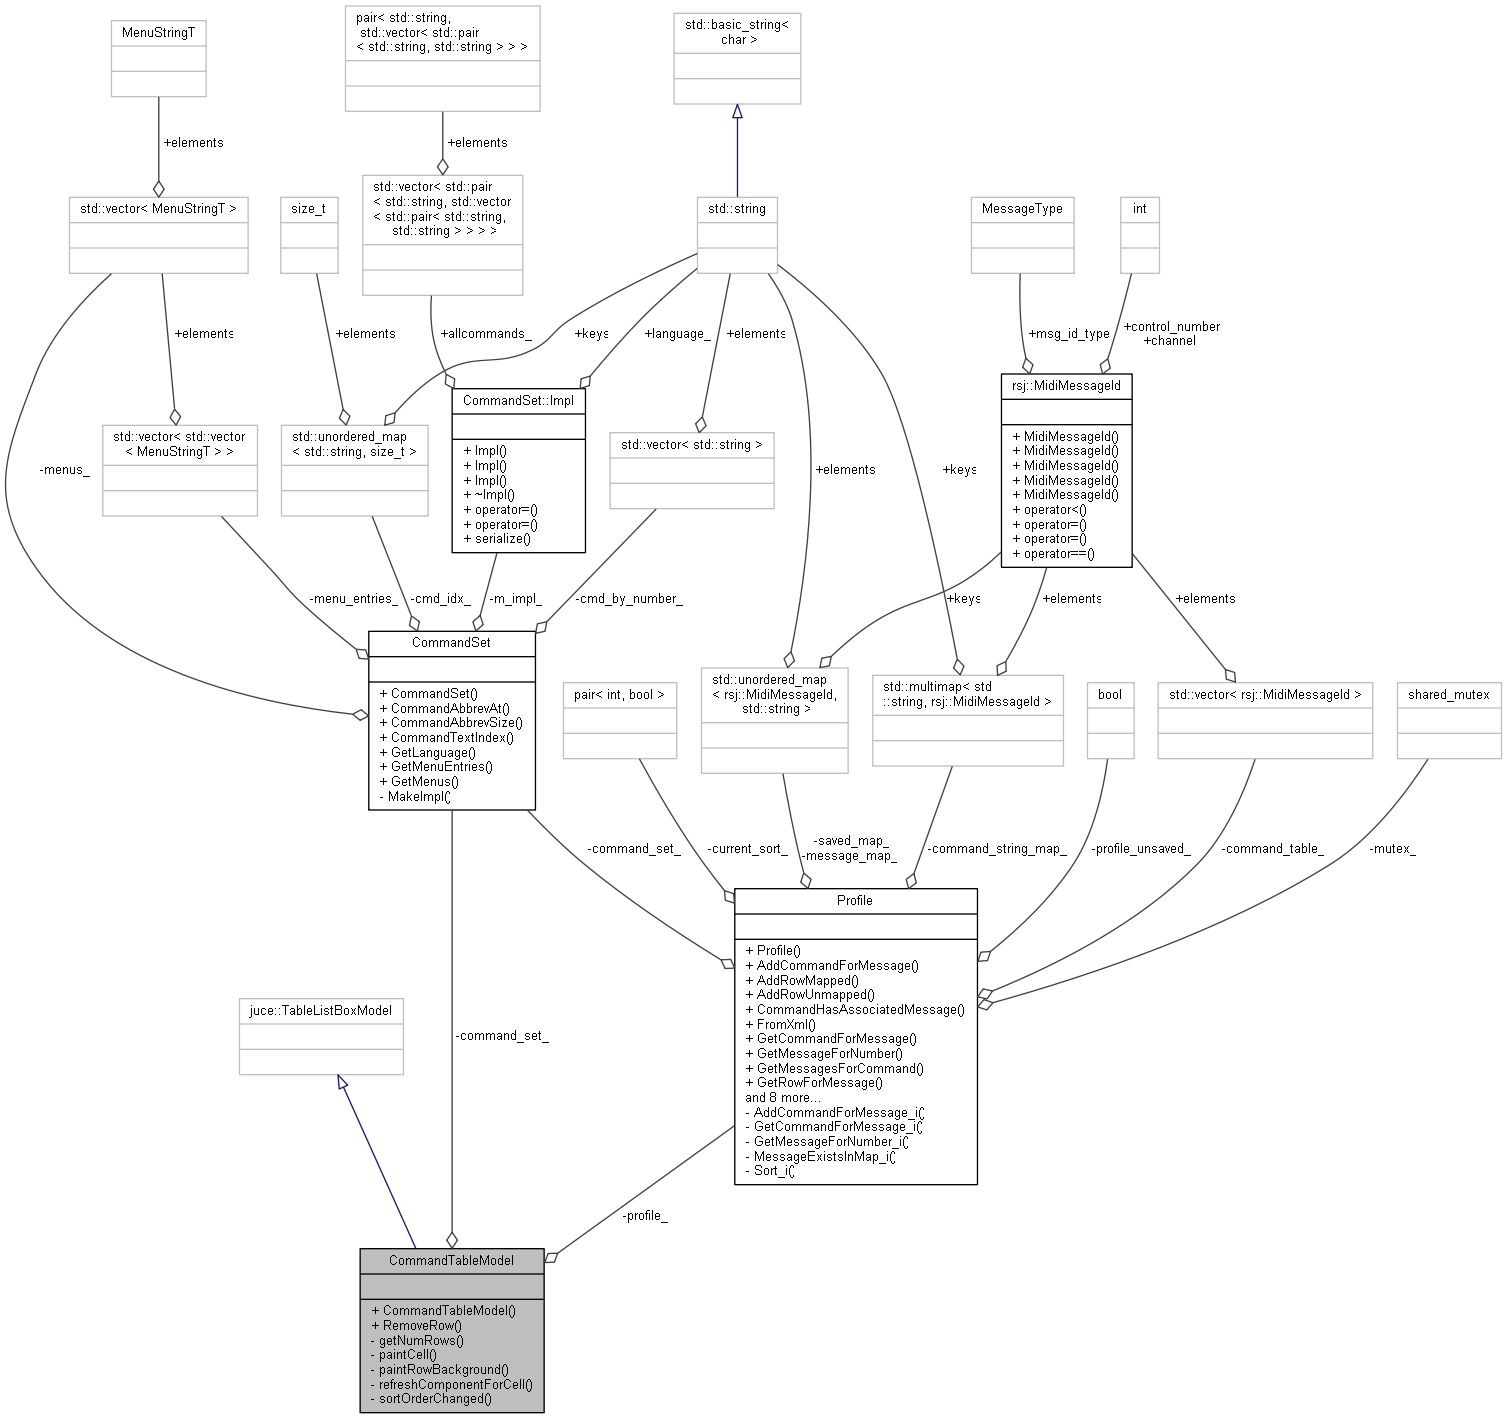 MenuStringT
pair< std::string,
std::vector< std::pair
< std::string, std::string > > >
std::basic_string<
char >
+elements
+elements
std::vector< MenuStringT >
size_t
std::vector< std::pair
< std::string, std::vector
< std::pair< std::string,
std::string > > > >
std::string
MessageType
int
+elements
+elements
+allcommands_
+keys
+language_
+elements
+msg_id_type
+control_number
+channel
-menus_
std::vector< std::vector
< MenuStringT > >
std::unordered_map
< std::string, size_t >
CommandSet::Impl
+ Impl()
+ Impl()
+ Impl()
+ ~Impl()
+ operator=()
+ operator=()
+ serialize()
std::vector< std::string >
+elements
+keys
rsj::MidiMessageId
+ MidiMessageId()
+ MidiMessageId()
+ MidiMessageId()
+ MidiMessageId()
+ MidiMessageId()
+ operator<()
+ operator=()
+ operator=()
+ operator==()
-menu_entries_
-cmd_idx_
-m_impl_
-cmd_by_number_
+keys
+elements
+elements
CommandSet
+ CommandSet()
+ CommandAbbrevAt()
+ CommandAbbrevSize()
+ CommandTextIndex()
+ GetLanguage()
+ GetMenuEntries()
+ GetMenus()
- MakeImpl()
pair< int, bool >
std::unordered_map
< rsj::MidiMessageId,
std::string >
std::multimap< std
::string, rsj::MidiMessageId >
bool
std::vector< rsj::MidiMessageId >
shared_mutex
-command_set_
-current_sort_
-saved_map_
-message_map_
-command_string_map_
-profile_unsaved_
-command_table_
-mutex_
Profile
+ Profile()
+ AddCommandForMessage()
+ AddRowMapped()
+ AddRowUnmapped()
+ CommandHasAssociatedMessage()
+ FromXml()
+ GetCommandForMessage()
+ GetMessageForNumber()
+ GetMessagesForCommand()
+ GetRowForMessage()
and 8 more...
- AddCommandForMessage_i()
- GetCommandForMessage_i()
- GetMessageForNumber_i()
- MessageExistsInMap_i()
- Sort_i()
juce::TableListBoxModel
-command_set_
-profile_
CommandTableModel
+ CommandTableModel()
+ RemoveRow()
- getNumRows()
- paintCell()
- paintRowBackground()
- refreshComponentForCell()
- sortOrderChanged()